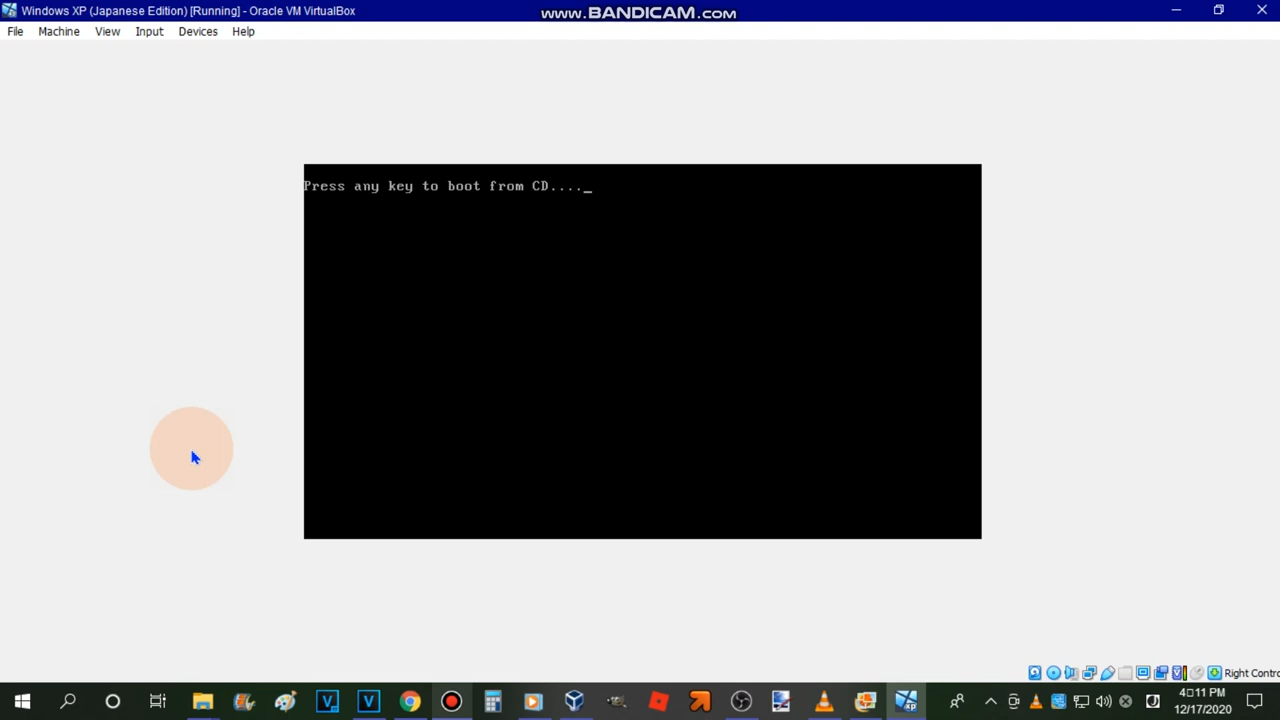 Windows XP (Japanese Edition) [Running] - Oracle VM VirtualBox
www.BANDICAM.com
File Machine View Input Devices Help
Press any key to boot from CD...._
Right Contro
4:11 PM
12/17/2020